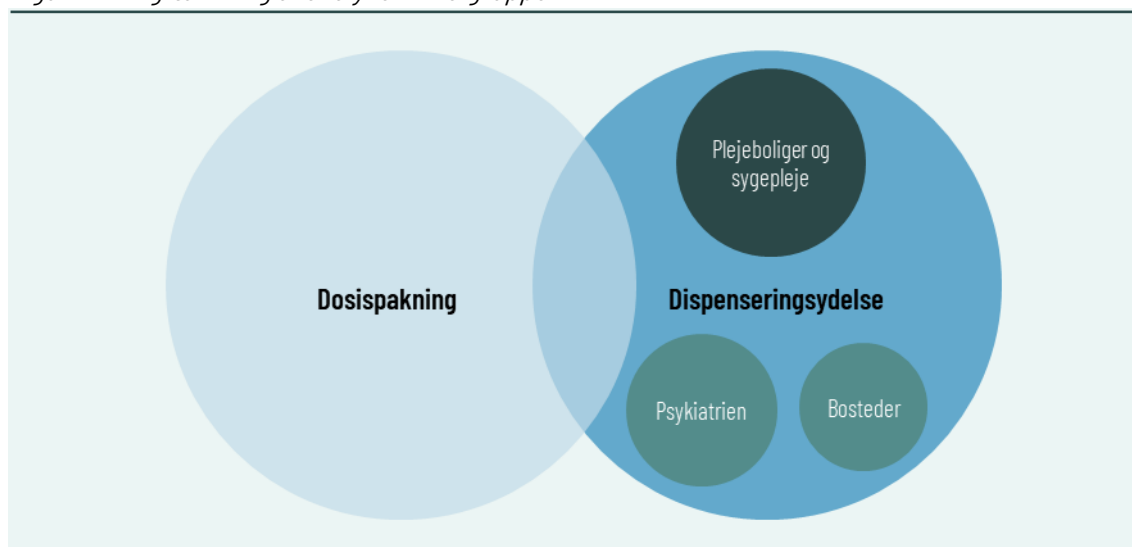 Plejeboliger og
sygepleje
Dosispakning
Dispenseringsydelse
Psykiatrien
Bosteder